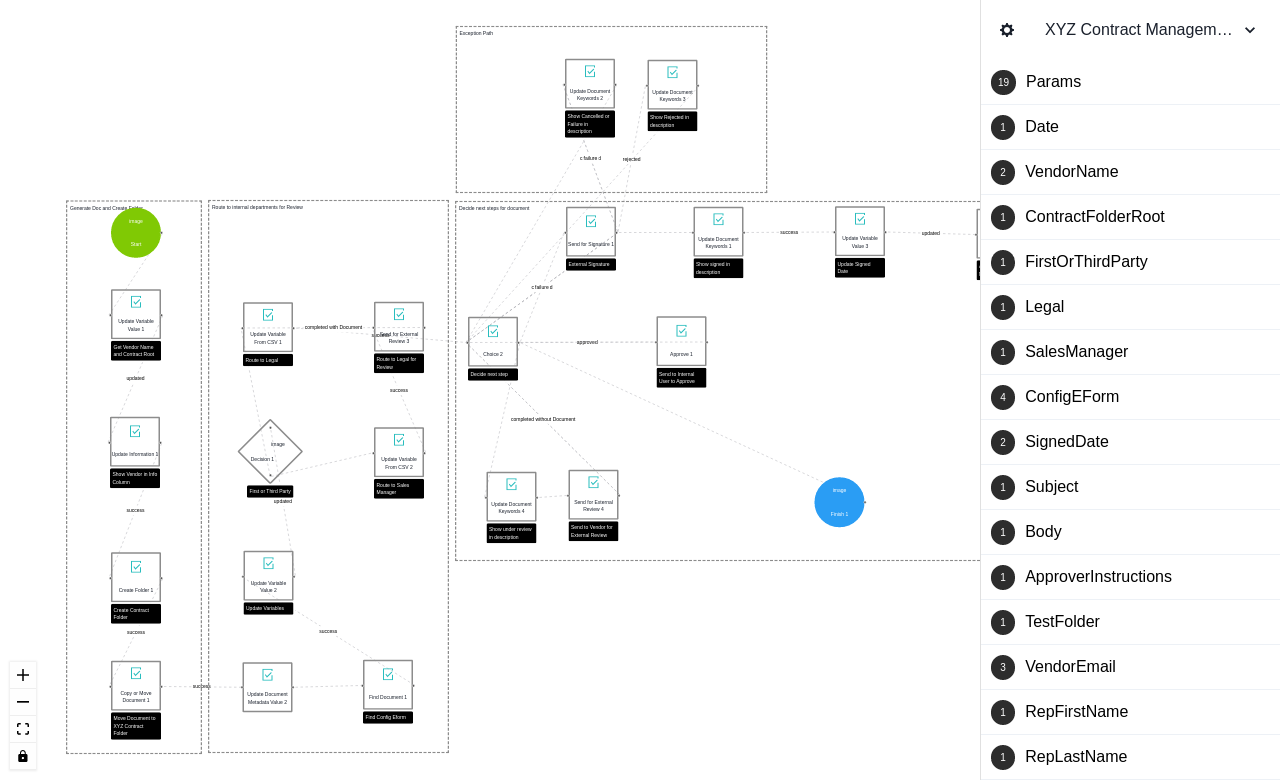 Exception Path
Update Document
Keywords 2
Show Cancelled or
Failure in
description
Update Document
Keywords 3
Show Rejected in
description
c failure d
rejected
Generate Doc and Create Folder
image
Start
Update Variable
Value 1
Get Vendor Name
and Contract Root
updated
Update Information 1
Show Vendor in Info
Column
success
Create Folder 1
Create Contract
Folder
success
Copy or Move
Document 1
Move Document to
XYZ Contract
Folder
success
Route to internal departments for Review
Update Variable
From CSV 1
Route to Legal
completed with Document
success
Send for External
Review 3
Route to Legal for
Review
success
image
Decision 1
First or Third Party
updated
Update Variable
From CSV 2
Route to Sales
Manager
Update Variable
Value 2
Update Variables
success
Update Document
Metadata Value 2
Find Document 1
Find Config Eform
Decide next steps for document
Send for Signature 1
External Signature
Update Document
Keywords 1
Show signed in
description
success
Update Variable
Value 3
Update Signed
Date
updated
c failure d
Choice 2
Decide next step
approved
Approve 1
Send to Internal
User to Approve
completed without Document
Update Document
Keywords 4
Show under review
in description
Send for External
Review 4
Send to Vendor for
External Review
image
Finish 1
XYZ Contract Managem…
19 Params
1 Date
2 VendorName
1 ContractFolderRoot
1 FirstOrThirdParty
1 Legal
1 SalesManager
4 ConfigEForm
2 SignedDate
1 Subject
1 Body
1 ApproverInstructions
1 TestFolder
3 VendorEmail
1 RepFirstName
1 RepLastName